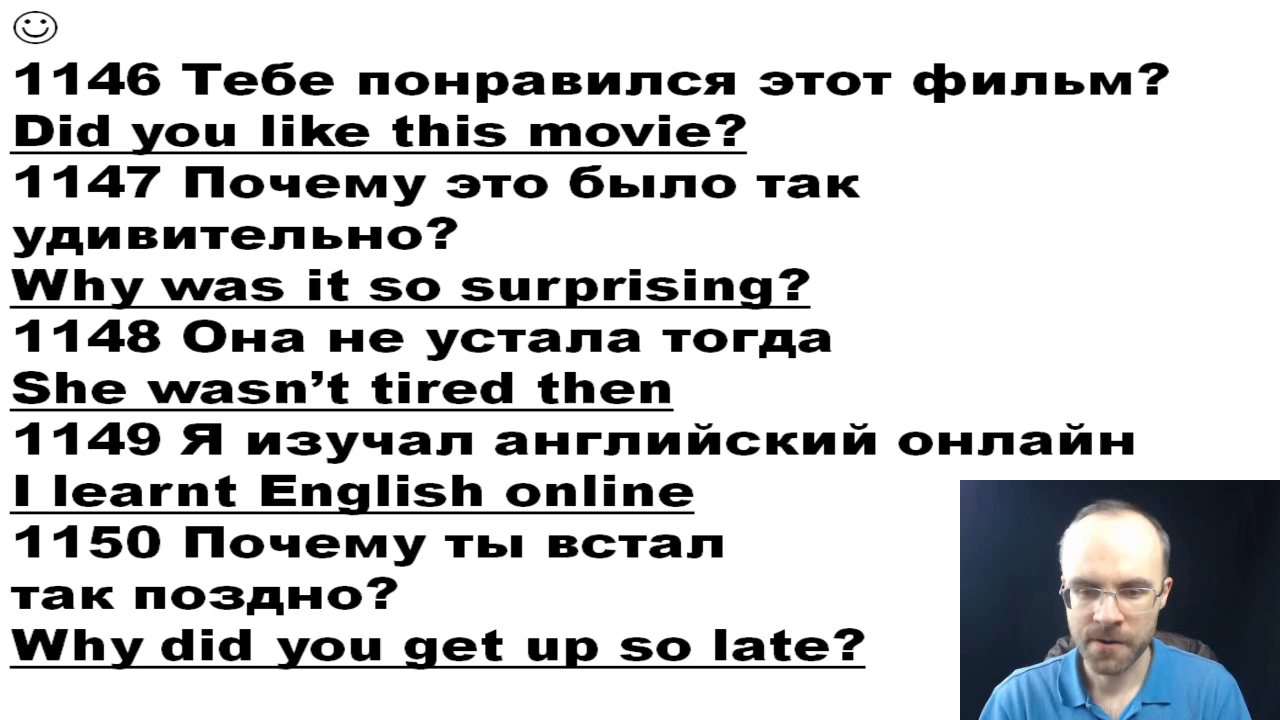 1146 Тебе понравился этот фильм?
Did you like this movie?
1147 Почему это было так
удивительно?
Why was it so surprising?
1148 Она не устала тогда
She wasn’t tired then
1149 Я изучал английский онлайн
I learnt English online
1150 Почему ты встал
так поздно?
Why did you get up so late?